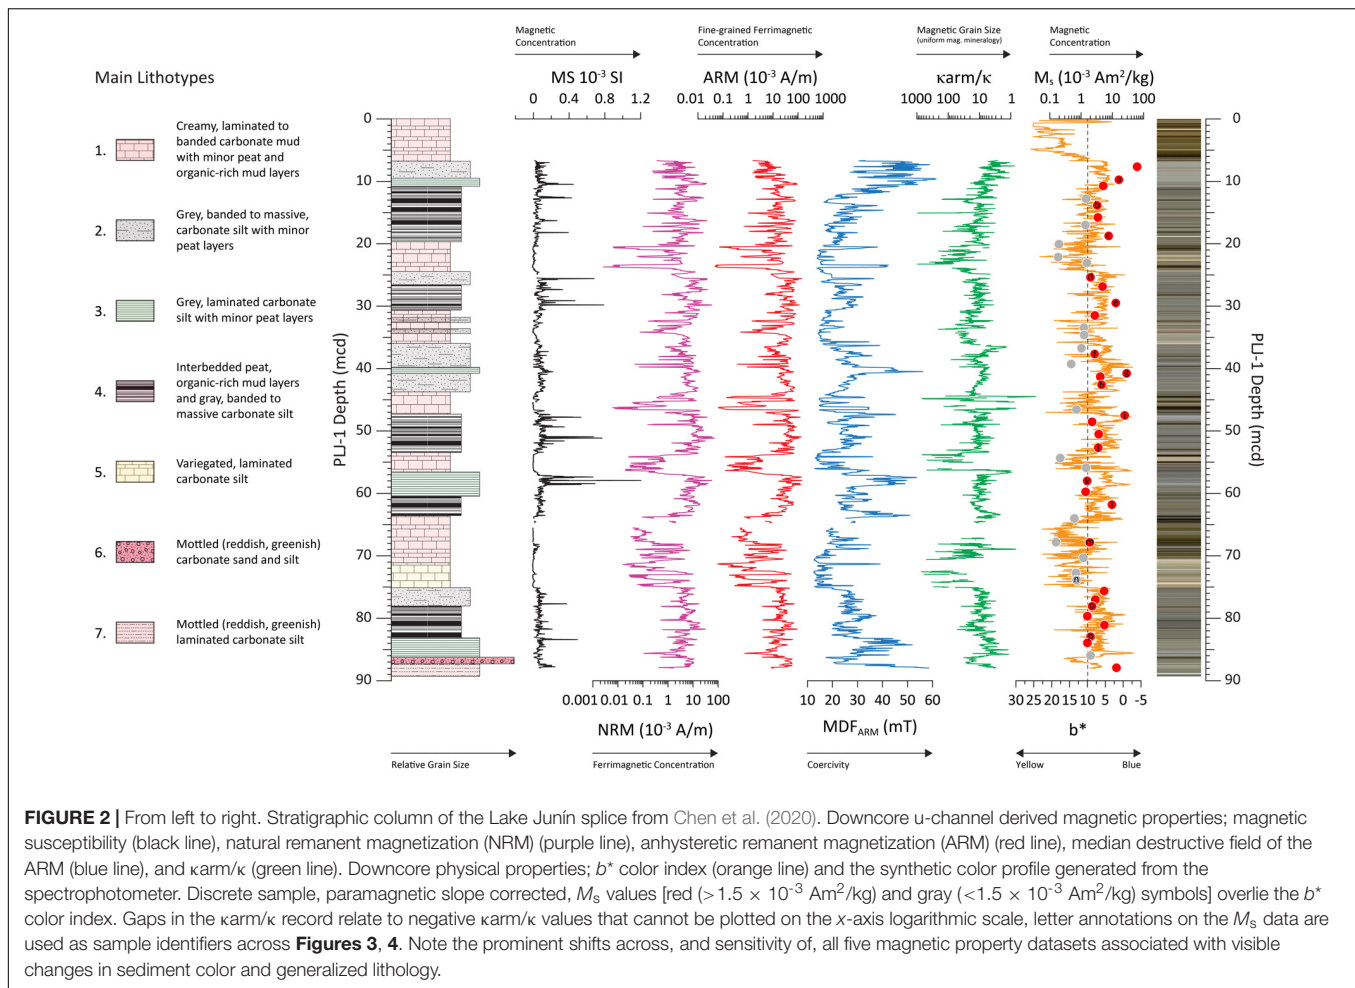 Magnetic
Concentration
Fine-grained Ferrimagnetic
Concentration
Magnetic Grain Size
(uniform mag. mineralogy)
Magnetic
Concentration
Main Lithotypes
MS 10⁻³ SI
ARM (10⁻³ A/m)
κarm/κ
Mₛ (10⁻³ Am²/kg)
0 0.4 0.8 1.2
0.01 0.1 1 10 100 1000
1000 100 10 1
0.1 1 10 100
1. Creamy, laminated to
banded carbonate mud
with minor peat and
organic-rich mud layers
2. Grey, banded to massive,
carbonate silt with minor
peat layers
3. Grey, laminated carbonate
silt with minor peat layers
4. Interbedded peat,
organic-rich mud layers
and gray, banded to
massive carbonate silt
5. Variegated, laminated
carbonate silt
6. Mottled (reddish, greenish)
carbonate sand and silt
7. Mottled (reddish, greenish)
laminated carbonate silt
PLJ-1 Depth (mcd)
0
10
20
30
40
50
60
70
80
90
PLJ-1 Depth (mcd)
0
10
20
30
40
50
60
70
80
90
0.001 0.01 0.1 1 10 100
10 20 30 40 50 60
30 25 20 15 10 5 0 -5
NRM (10⁻³ A/m)
MDF_ARM (mT)
b*
Relative Grain Size
Ferrimagnetic Concentration
Coercivity
Yellow
Blue
FIGURE 2 | From left to right. Stratigraphic column of the Lake Junín splice from Chen et al. (2020). Downcore u-channel derived magnetic properties; magnetic
susceptibility (black line), natural remanent magnetization (NRM) (purple line), anhysteretic remanent magnetization (ARM) (red line), median destructive field of the
ARM (blue line), and κarm/κ (green line). Downcore physical properties; b* color index (orange line) and the synthetic color profile generated from the
spectrophotometer. Discrete sample, paramagnetic slope corrected, Mₛ values [red (>1.5 × 10⁻³ Am²/kg) and gray (<1.5 × 10⁻³ Am²/kg) symbols] overlie the b*
color index. Gaps in the κarm/κ record relate to negative κarm/κ values that cannot be plotted on the x-axis logarithmic scale, letter annotations on the Mₛ data are
used as sample identifiers across Figures 3, 4. Note the prominent shifts across, and sensitivity of, all five magnetic property datasets associated with visible
changes in sediment color and generalized lithology.